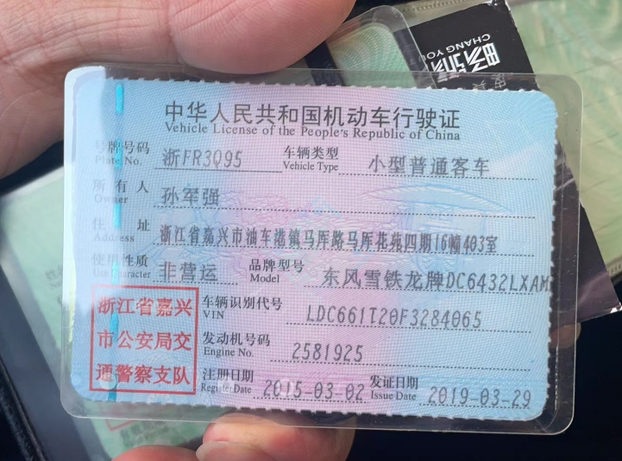 CHANG YOU
中华人民共和国机动车行驶证
Vehicle License of the People's Republic of China
号牌号码 浙FR3Q95 车辆类型 小型普通客车
Plate No. Vehicle Type
所有人 孙军强
Owner
住址 浙江省嘉兴市油车港镇马厍路马厍花苑四期16幢403室
Address
使用性质 非营运 品牌型号 东风雪铁龙牌DC6432LXAM
Use Character Model
浙江省嘉兴
市公安局交
通警察支队
车辆识别代号 LDC661T20F3284065
VIN
发动机号码 2581925
Engine No.
注册日期 2015-03-02 发证日期 2019-03-29
Register Date Issue Date